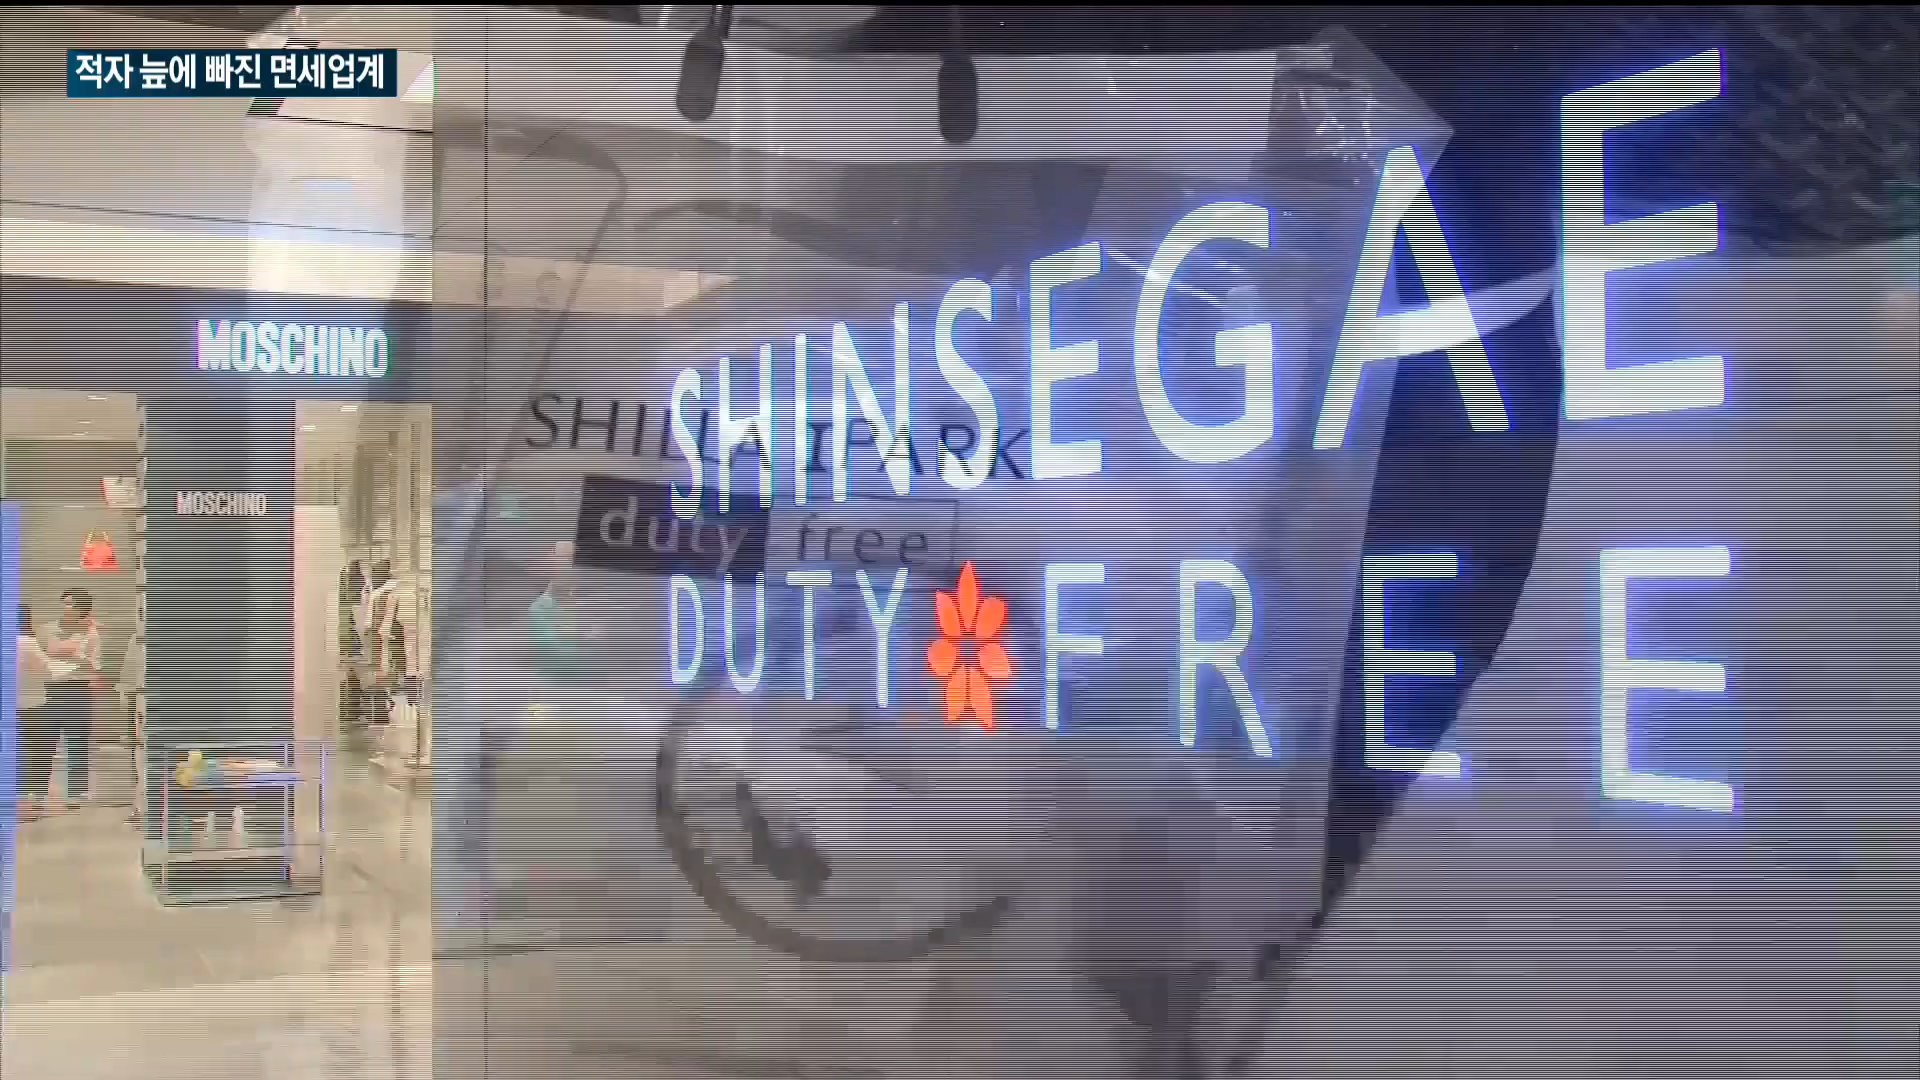 적자 늪에 빠진 면세업계
MOSCHINO
MOSCHINO
SHINSEGAE
DUTY FREE
SHILLA IPARK
duty free